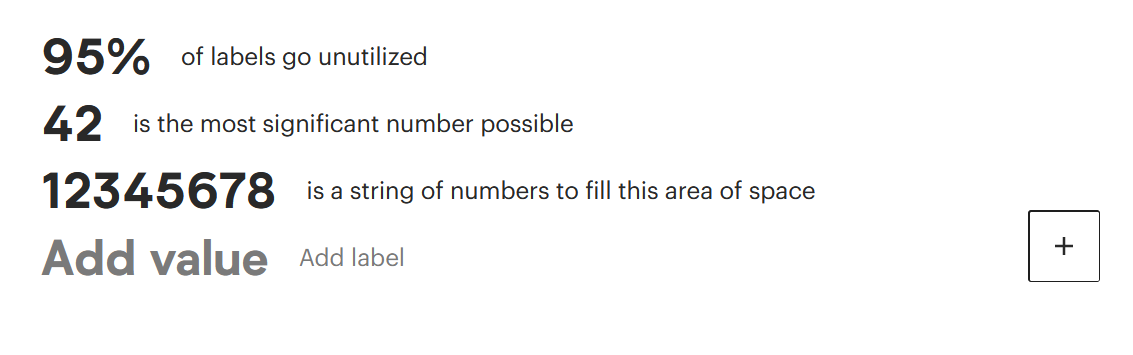 95% of labels go unutilized
42 is the most significant number possible
12345678 is a string of numbers to fill this area of space
Add value Add label
+